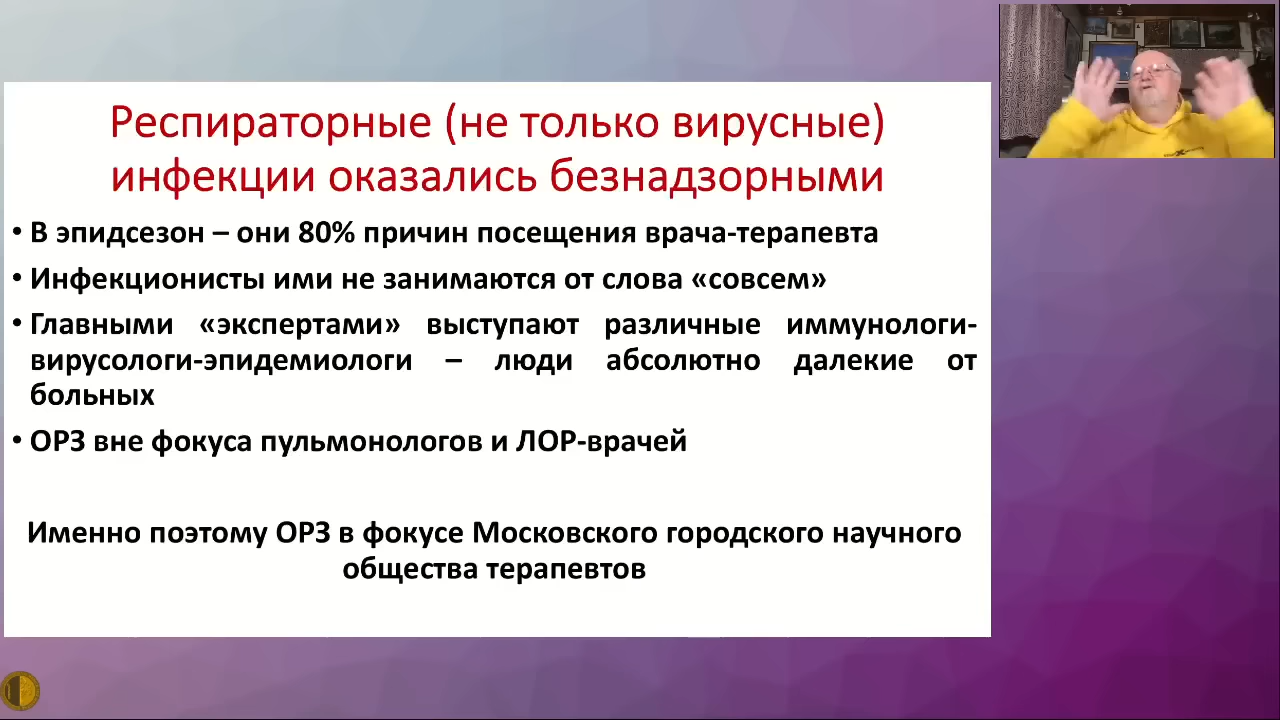 Респираторные (не только вирусные)
инфекции оказались безнадзорными
• В эпидсезон – они 80% причин посещения врача-терапевта
• Инфекционисты ими не занимаются от слова «совсем»
• Главными «экспертами» выступают различные иммунологи-
вирусологи-эпидемиологи – люди абсолютно далекие от
больных
• ОРЗ вне фокуса пульмонологов и ЛОР-врачей
Именно поэтому ОРЗ в фокусе Московского городского научного
общества терапевтов